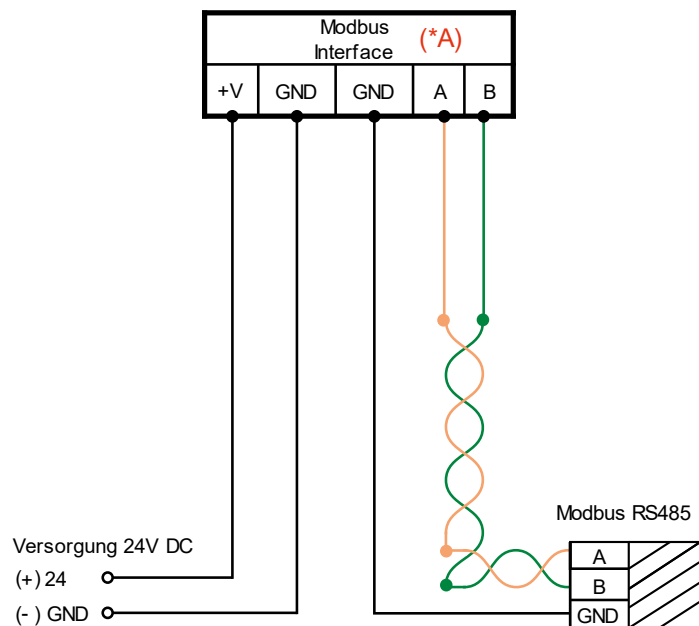 Modbus
Interface (*A)
+V GND GND A B
Modbus RS485
A
B
GND
Versorgung 24V DC
(+) 24
(-) GND